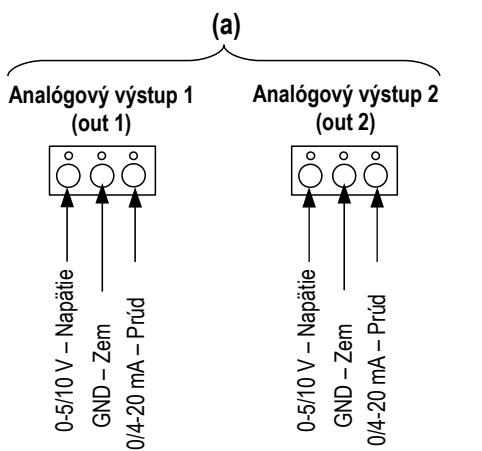 (a)
Analógový výstup 1
(out 1)
0-5/10 V – Napätie
GND – Zem
0/4-20 mA – Prúd
Analógový výstup 2
(out 2)
0-5/10 V – Napätie
GND – Zem
0/4-20 mA – Prúd